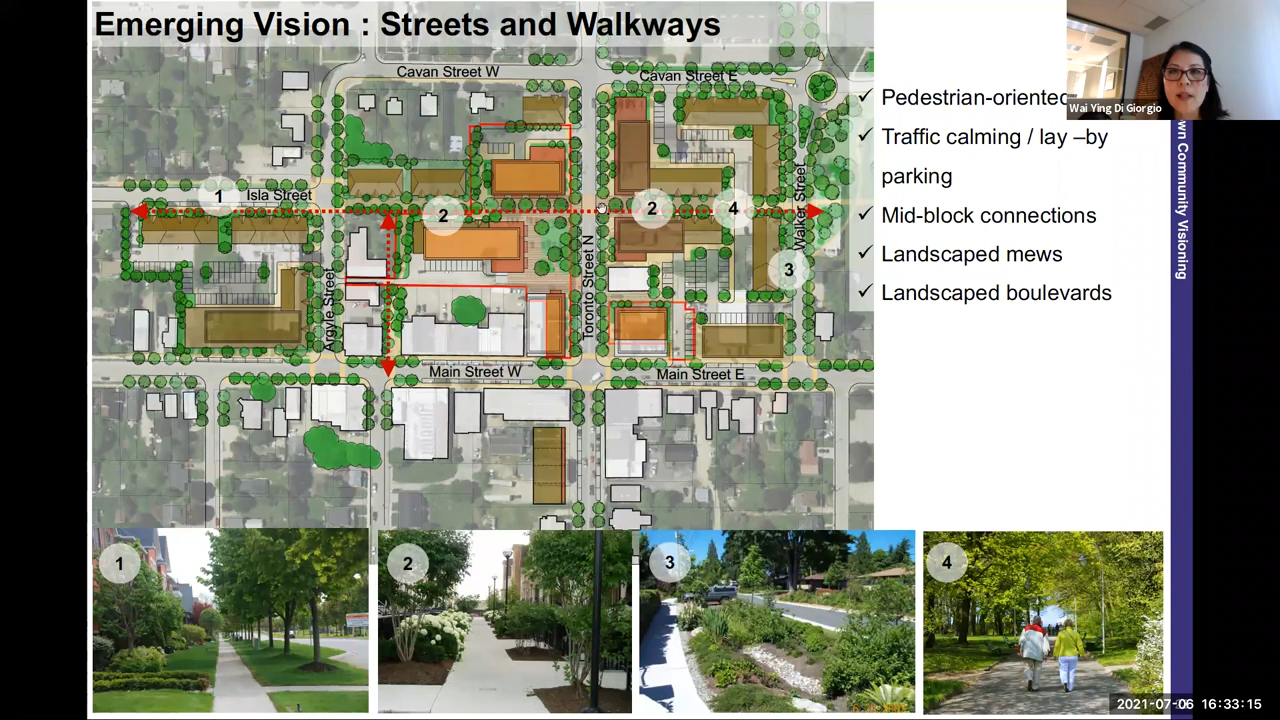 Emerging Vision : Streets and Walkways
Cavan Street W
Cavan Street E
Wai Ying Di Giorgio
✓ Pedestrian-oriented
✓ Traffic calming / lay –by
parking
✓ Mid-block connections
✓ Landscaped mews
✓ Landscaped boulevards
1
Isla Street
2
2
4
3
Walker Street
Argyle Street
Toronto Street N
Main Street W
Main Street E
Community Visioning
1
2
3
4
2021-07-06 16:33:15